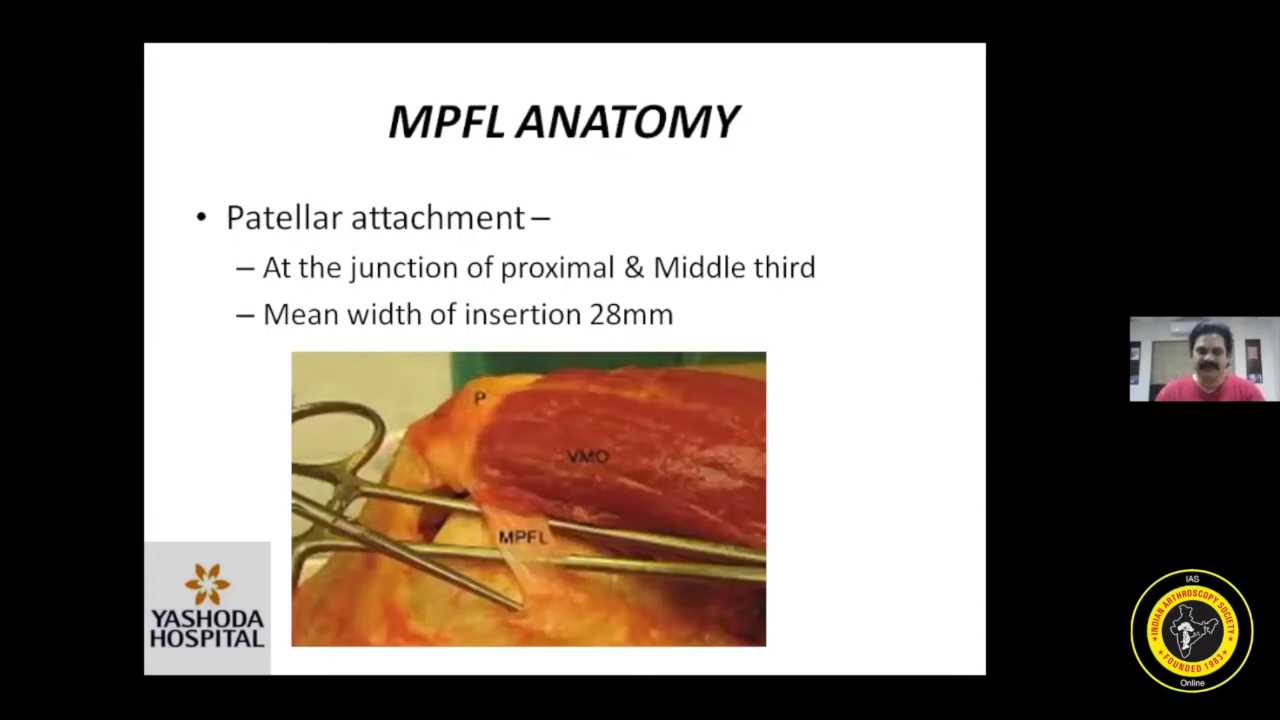 MPFL ANATOMY
• Patellar attachment –
– At the junction of proximal & Middle third
– Mean width of insertion 28mm
P
VMO
MPFL
YASHODA
HOSPITAL
IAS
INDIAN ARTHROSCOPY SOCIETY
FOUNDED 1983
Online